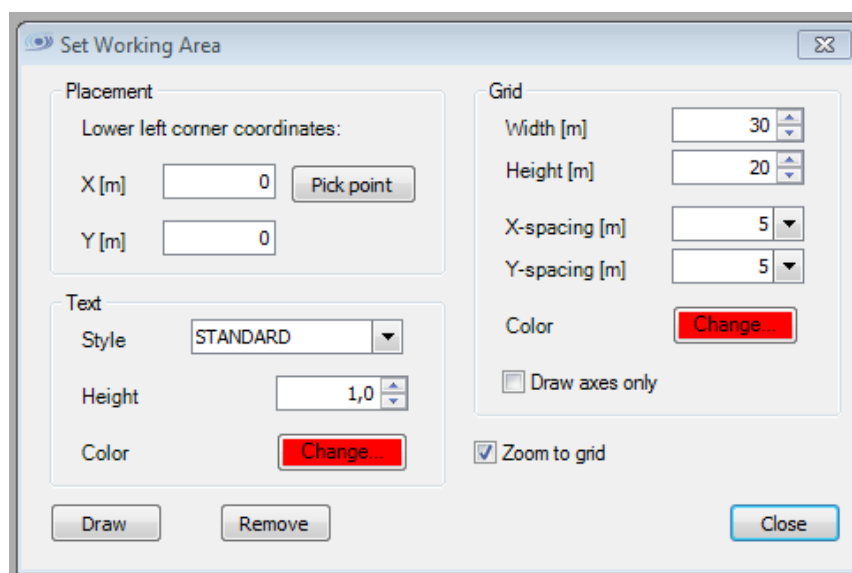 Set Working Area
Placement
Lower left corner coordinates:
X [m] 0 Pick point
Y [m] 0
Text
Style STANDARD
Height 1,0
Color Change...
Draw Remove
Grid
Width [m] 30
Height [m] 20
X-spacing [m] 5
Y-spacing [m] 5
Color Change...
Draw axes only
Zoom to grid
Close